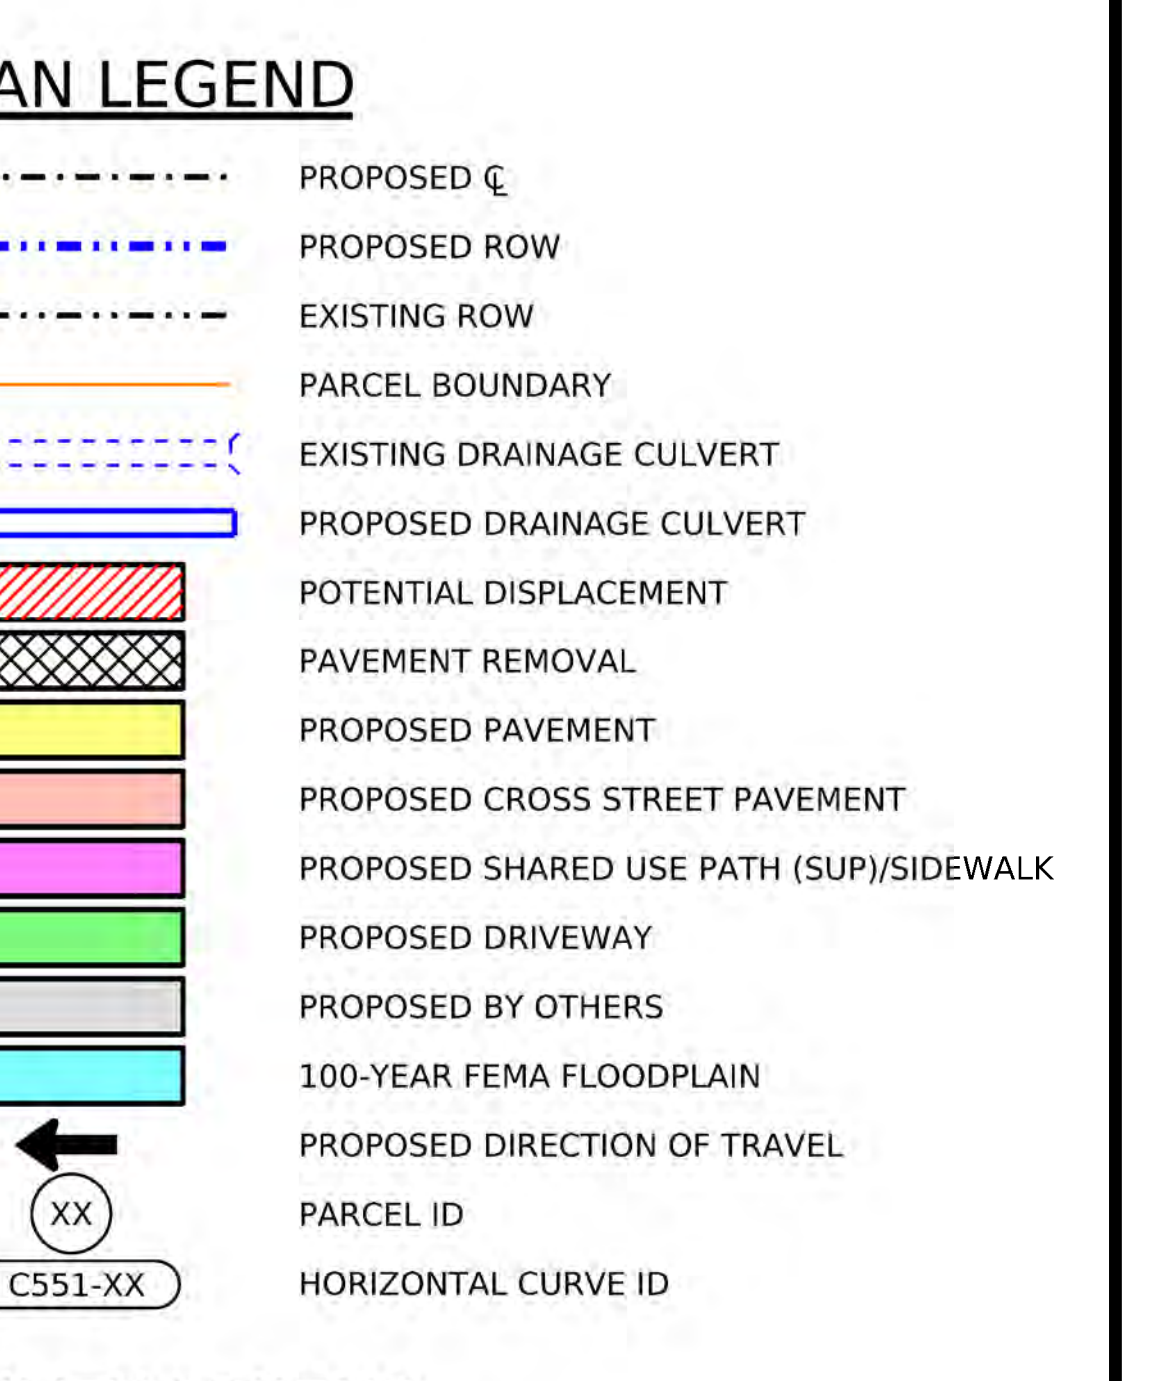 AN LEGEND
PROPOSED ℄
PROPOSED ROW
EXISTING ROW
PARCEL BOUNDARY
EXISTING DRAINAGE CULVERT
PROPOSED DRAINAGE CULVERT
POTENTIAL DISPLACEMENT
PAVEMENT REMOVAL
PROPOSED PAVEMENT
PROPOSED CROSS STREET PAVEMENT
PROPOSED SHARED USE PATH (SUP)/SIDEWALK
PROPOSED DRIVEWAY
PROPOSED BY OTHERS
100-YEAR FEMA FLOODPLAIN
PROPOSED DIRECTION OF TRAVEL
XX PARCEL ID
C551-XX HORIZONTAL CURVE ID